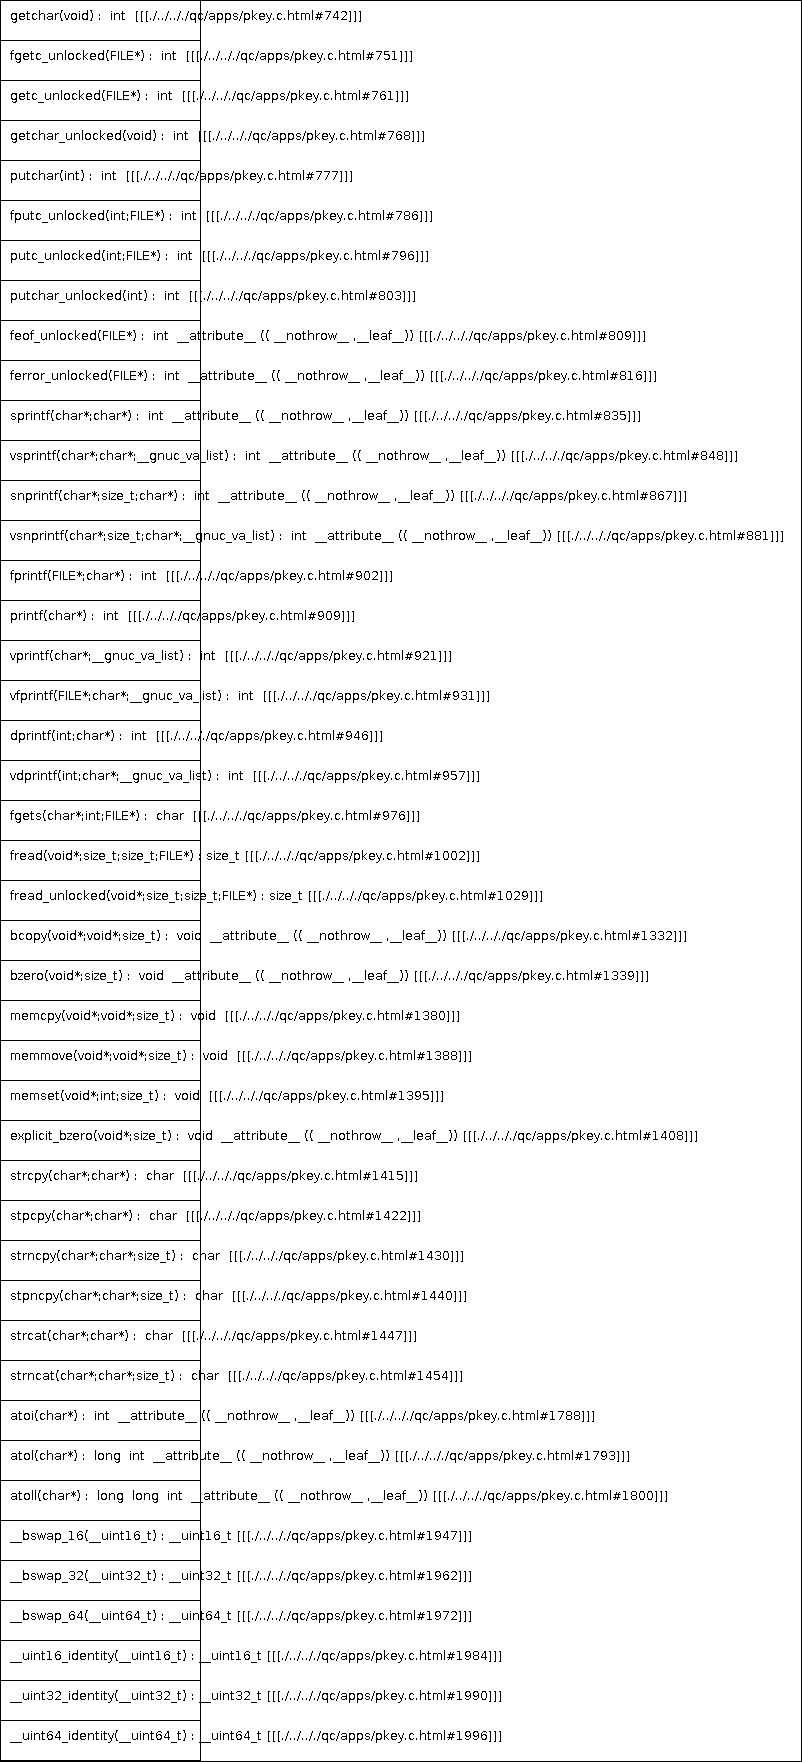 getchar(void) : int [[[./../../../qc/apps/pkey.c.html#742]]]
fgetc_unlocked(FILE*) : int [[[./../../../qc/apps/pkey.c.html#751]]]
getc_unlocked(FILE*) : int [[[./../../../qc/apps/pkey.c.html#761]]]
getchar_unlocked(void) : int [[[./../../../qc/apps/pkey.c.html#768]]]
putchar(int) : int [[[./../../../qc/apps/pkey.c.html#777]]]
fputc_unlocked(int;FILE*) : int [[[./../../../qc/apps/pkey.c.html#786]]]
putc_unlocked(int;FILE*) : int [[[./../../../qc/apps/pkey.c.html#796]]]
putchar_unlocked(int) : int [[[./../../../qc/apps/pkey.c.html#803]]]
feof_unlocked(FILE*) : int __attribute__ (( __nothrow__ ,__leaf__)) [[[./../../../qc/apps/pkey.c.html#809]]]
ferror_unlocked(FILE*) : int __attribute__ (( __nothrow__ ,__leaf__)) [[[./../../../qc/apps/pkey.c.html#816]]]
sprintf(char*;char*) : int __attribute__ (( __nothrow__ ,__leaf__)) [[[./../../../qc/apps/pkey.c.html#835]]]
vsprintf(char*;char*;__gnuc_va_list) : int __attribute__ (( __nothrow__ ,__leaf__)) [[[./../../../qc/apps/pkey.c.html#848]]]
snprintf(char*;size_t;char*) : int __attribute__ (( __nothrow__ ,__leaf__)) [[[./../../../qc/apps/pkey.c.html#867]]]
vsnprintf(char*;size_t;char*;__gnuc_va_list) : int __attribute__ (( __nothrow__ ,__leaf__)) [[[./../../../qc/apps/pkey.c.html#881]]]
fprintf(FILE*;char*) : int [[[./../../../qc/apps/pkey.c.html#902]]]
printf(char*) : int [[[./../../../qc/apps/pkey.c.html#909]]]
vprintf(char*;__gnuc_va_list) : int [[[./../../../qc/apps/pkey.c.html#921]]]
vfprintf(FILE*;char*;__gnuc_va_list) : int [[[./../../../qc/apps/pkey.c.html#931]]]
dprintf(int;char*) : int [[[./../../../qc/apps/pkey.c.html#946]]]
vdprintf(int;char*;__gnuc_va_list) : int [[[./../../../qc/apps/pkey.c.html#957]]]
fgets(char*;int;FILE*) : char [[[./../../../qc/apps/pkey.c.html#976]]]
fread(void*;size_t;size_t;FILE*) : size_t [[[./../../../qc/apps/pkey.c.html#1002]]]
fread_unlocked(void*;size_t;size_t;FILE*) : size_t [[[./../../../qc/apps/pkey.c.html#1029]]]
bcopy(void*;void*;size_t) : void __attribute__ (( __nothrow__ ,__leaf__)) [[[./../../../qc/apps/pkey.c.html#1332]]]
bzero(void*;size_t) : void __attribute__ (( __nothrow__ ,__leaf__)) [[[./../../../qc/apps/pkey.c.html#1339]]]
memcpy(void*;void*;size_t) : void [[[./../../../qc/apps/pkey.c.html#1380]]]
memmove(void*;void*;size_t) : void [[[./../../../qc/apps/pkey.c.html#1388]]]
memset(void*;int;size_t) : void [[[./../../../qc/apps/pkey.c.html#1395]]]
explicit_bzero(void*;size_t) : void __attribute__ (( __nothrow__ ,__leaf__)) [[[./../../../qc/apps/pkey.c.html#1408]]]
strcpy(char*;char*) : char [[[./../../../qc/apps/pkey.c.html#1415]]]
stpcpy(char*;char*) : char [[[./../../../qc/apps/pkey.c.html#1422]]]
strncpy(char*;char*;size_t) : char [[[./../../../qc/apps/pkey.c.html#1430]]]
stpncpy(char*;char*;size_t) : char [[[./../../../qc/apps/pkey.c.html#1440]]]
strcat(char*;char*) : char [[[./../../../qc/apps/pkey.c.html#1447]]]
strncat(char*;char*;size_t) : char [[[./../../../qc/apps/pkey.c.html#1454]]]
atoi(char*) : int __attribute__ (( __nothrow__ ,__leaf__)) [[[./../../../qc/apps/pkey.c.html#1788]]]
atol(char*) : long int __attribute__ (( __nothrow__ ,__leaf__)) [[[./../../../qc/apps/pkey.c.html#1793]]]
atoll(char*) : long long int __attribute__ (( __nothrow__ ,__leaf__)) [[[./../../../qc/apps/pkey.c.html#1800]]]
__bswap_16(__uint16_t) : __uint16_t [[[./../../../qc/apps/pkey.c.html#1947]]]
__bswap_32(__uint32_t) : __uint32_t [[[./../../../qc/apps/pkey.c.html#1962]]]
__bswap_64(__uint64_t) : __uint64_t [[[./../../../qc/apps/pkey.c.html#1972]]]
__uint16_identity(__uint16_t) : __uint16_t [[[./../../../qc/apps/pkey.c.html#1984]]]
__uint32_identity(__uint32_t) : __uint32_t [[[./../../../qc/apps/pkey.c.html#1990]]]
__uint64_identity(__uint64_t) : __uint64_t [[[./../../../qc/apps/pkey.c.html#1996]]]